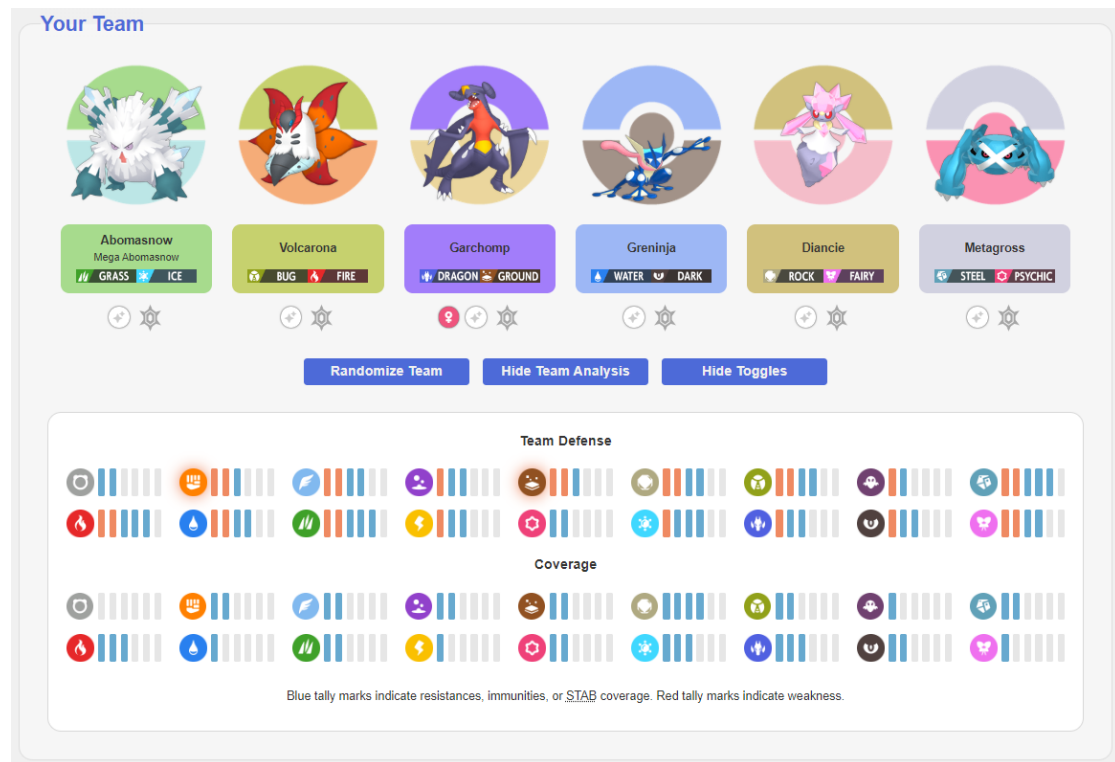 Your Team
Abomasnow
Mega Abomasnow
GRASS ICE
Volcarona
BUG FIRE
Garchomp
DRAGON GROUND
Greninja
WATER DARK
Diancie
ROCK FAIRY
Metagross
STEEL PSYCHIC
Randomize Team
Hide Team Analysis
Hide Toggles
Team Defense
Coverage
Blue tally marks indicate resistances, immunities, or STAB coverage. Red tally marks indicate weakness.